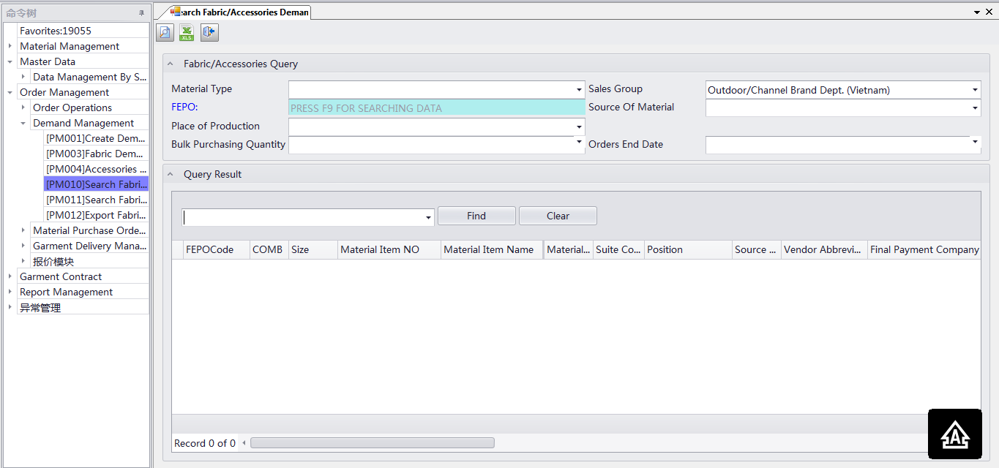 命令树
Favorites:19055
Material Management
Master Data
Data Management By S...
Order Management
Order Operations
Demand Management
[PM001]Create Dem...
[PM003]Fabric Dem...
[PM004]Accessories ...
[PM010]Search Fabri...
[PM011]Search Fabri...
[PM012]Export Fabri...
Material Purchase Orde...
Garment Delivery Mana...
报价模块
Garment Contract
Report Management
异常管理
earch Fabric/Accessories Deman
XLS
Fabric/Accessories Query
Material Type
Sales Group
Outdoor/Channel Brand Dept. (Vietnam)
FEPO:
PRESS F9 FOR SEARCHING DATA
Source Of Material
Place of Production
Bulk Purchasing Quantity
Orders End Date
Query Result
Find
Clear
FEPOCode COMB Size Material Item NO Material Item Name Material... Suite Co... Position Source ... Vendor Abbrevi... Final Payment Company
Record 0 of 0
A